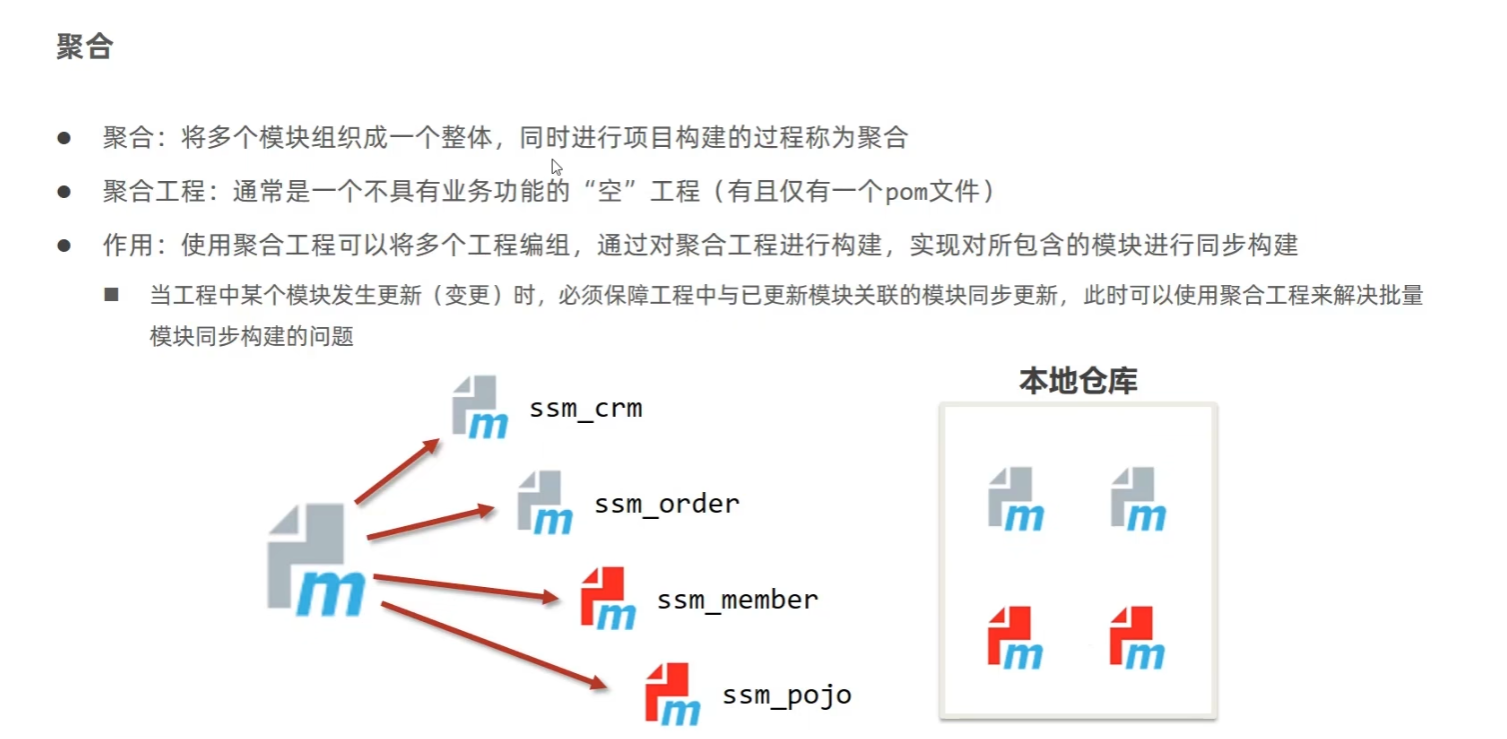 聚合
聚合：将多个模块组织成一个整体，同时进行项目构建的过程称为聚合
聚合工程：通常是一个不具有业务功能的“空”工程（有且仅有一个pom文件）
作用：使用聚合工程可以将多个工程编组，通过对聚合工程进行构建，实现对所包含的模块进行同步构建
当工程中某个模块发生更新（变更）时，必须保障工程中与已更新模块关联的模块同步更新，此时可以使用聚合工程来解决批量
模块同步构建的问题
本地仓库
m ssm_crm
m ssm_order
m
m ssm_member
m ssm_pojo
m m
m m